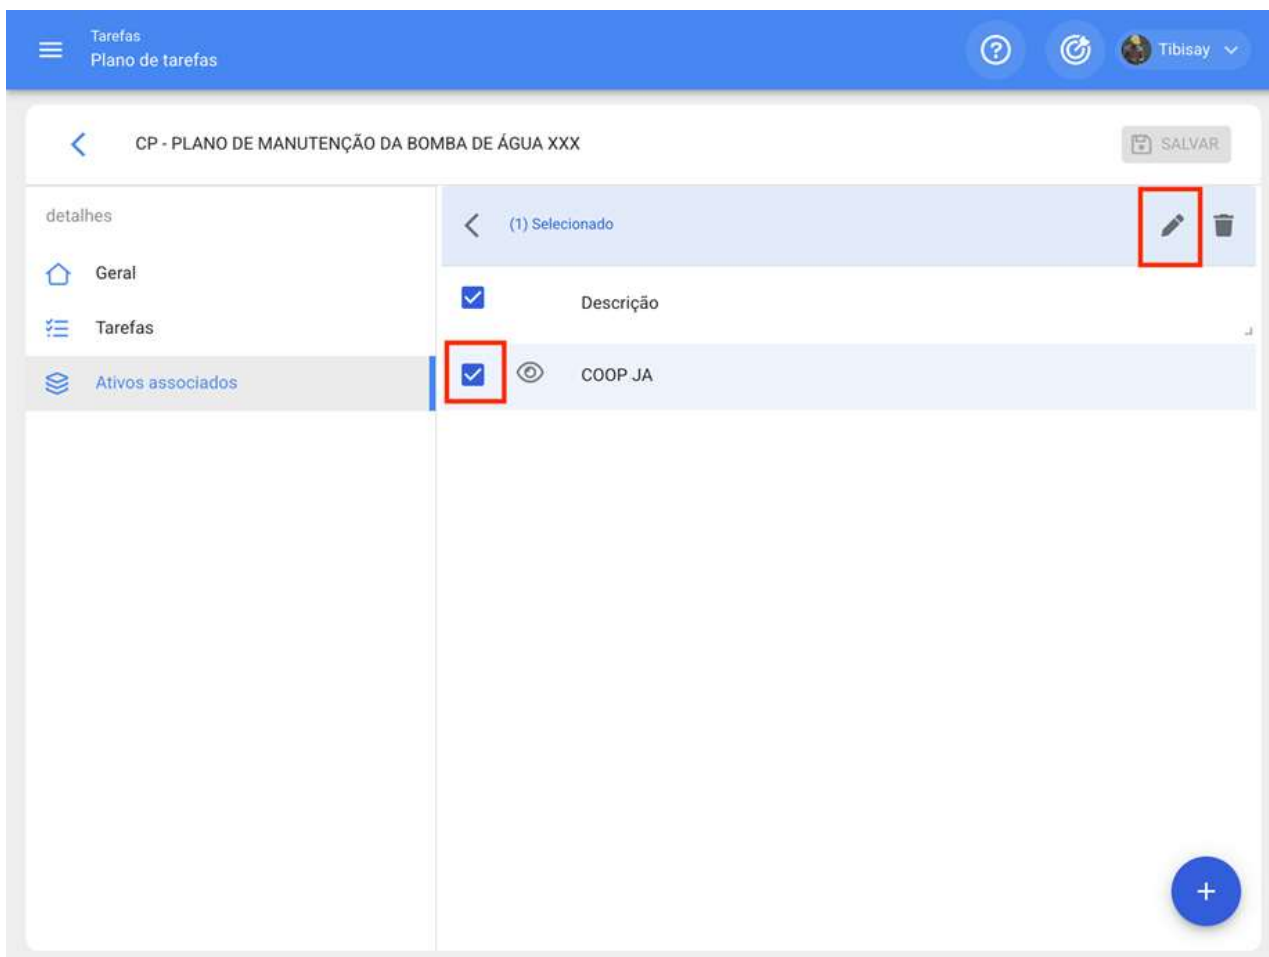 Tarefas
Plano de tarefas
Tibisay
CP - PLANO DE MANUTENÇÃO DA BOMBA DE ÁGUA XXX
SALVAR
detalhes
Geral
Tarefas
Ativos associados
(1) Selecionado
Descrição
COOP JA